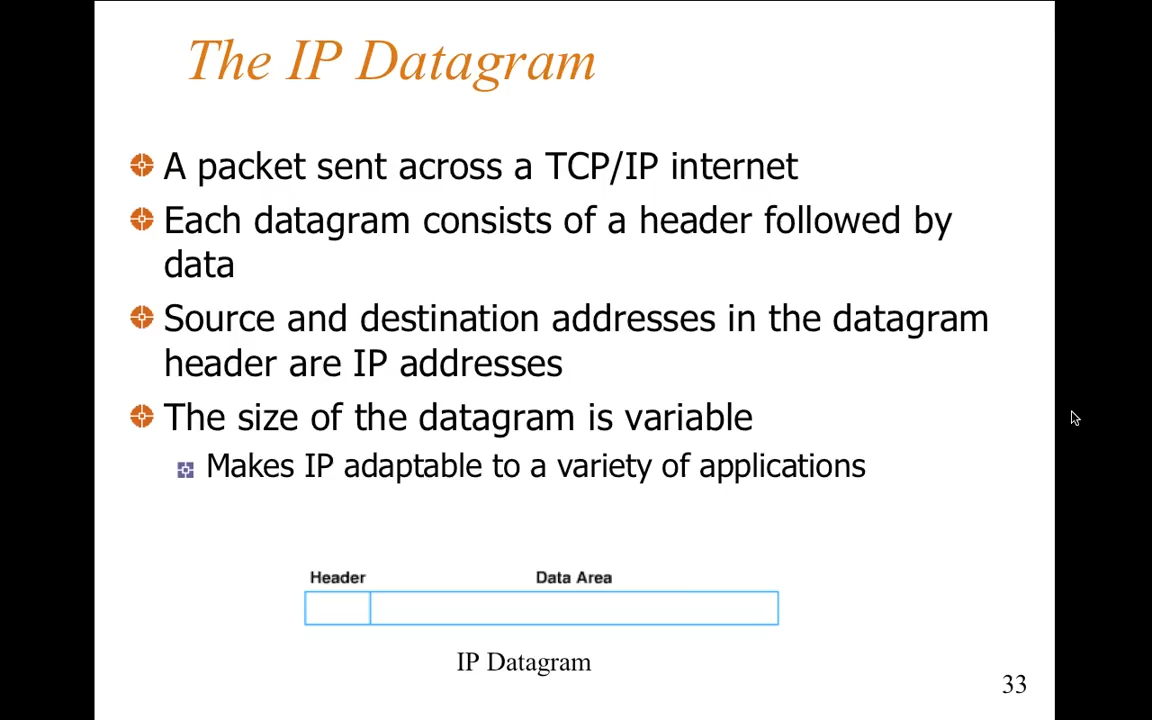 The IP Datagram
A packet sent across a TCP/IP internet
Each datagram consists of a header followed by
data
Source and destination addresses in the datagram
header are IP addresses
The size of the datagram is variable
Makes IP adaptable to a variety of applications
Header Data Area
IP Datagram
33